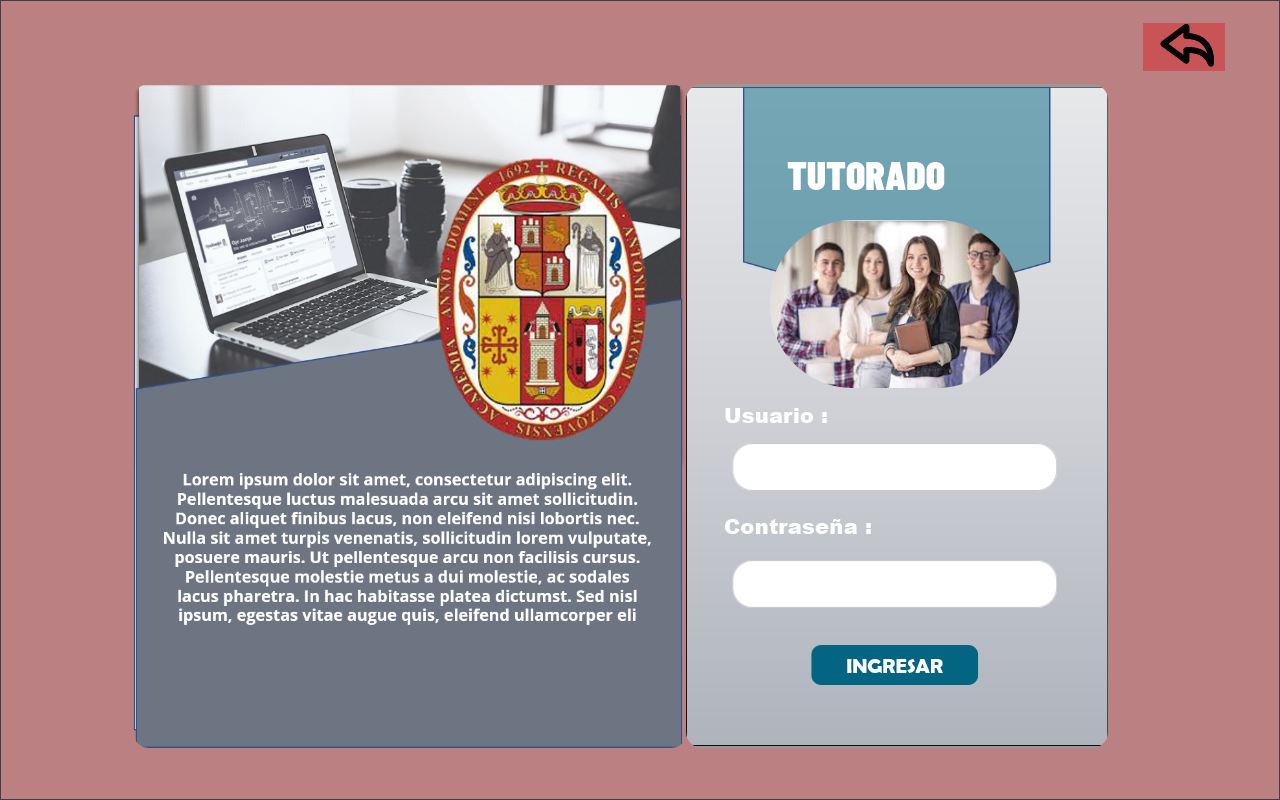 ACADEMIA · ANNO · DOMINI · 1692 ✝ REGALIS · ANTONII · MAGNI · CVZQVENSIS ·
Lorem ipsum dolor sit amet, consectetur adipiscing elit.
Pellentesque luctus malesuada arcu sit amet sollicitudin.
Donec aliquet finibus lacus, non eleifend nisi lobortis nec.
Nulla sit amet turpis venenatis, sollicitudin lorem vulputate,
posuere mauris. Ut pellentesque arcu non facilisis cursus.
Pellentesque molestie metus a dui molestie, ac sodales
lacus pharetra. In hac habitasse platea dictumst. Sed nisl
ipsum, egestas vitae augue quis, eleifend ullamcorper eli
TUTORADO
Usuario :
Contraseña :
INGRESAR